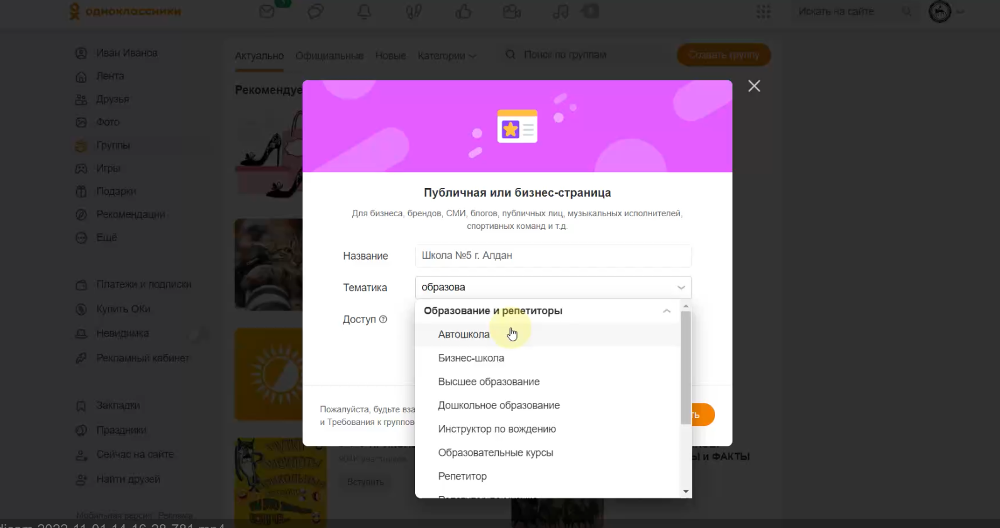 одноклассники
Искать на сайте
Иван Иванов
Лента
Друзья
Фото
Группы
Игры
Подарки
Рекомендации
Ещё
Платежи и подписки
Купить ОКи
Невидимка
Рекламный кабинет
Закладки
Праздники
Сейчас на сайте
Найти друзей
Мобильная версия Реклама
Актуально Официальные Новые Категории
Поиск по группам
Создать группу
Рекомендуе
Публичная или бизнес-страница
Для бизнеса, брендов, СМИ, блогов, публичных лиц, музыкальных исполнителей,
спортивных команд и т.д.
Название Школа №5 г. Алдан
Тематика образова
Доступ
Образование и репетиторы
Автошкола
Бизнес-школа
Высшее образование
Дошкольное образование
Инструктор по вождению
Образовательные курсы
Репетитор
Пожалуйста, будьте вза
и Требования к группов
ть
и ФАКТЫ
Вступить